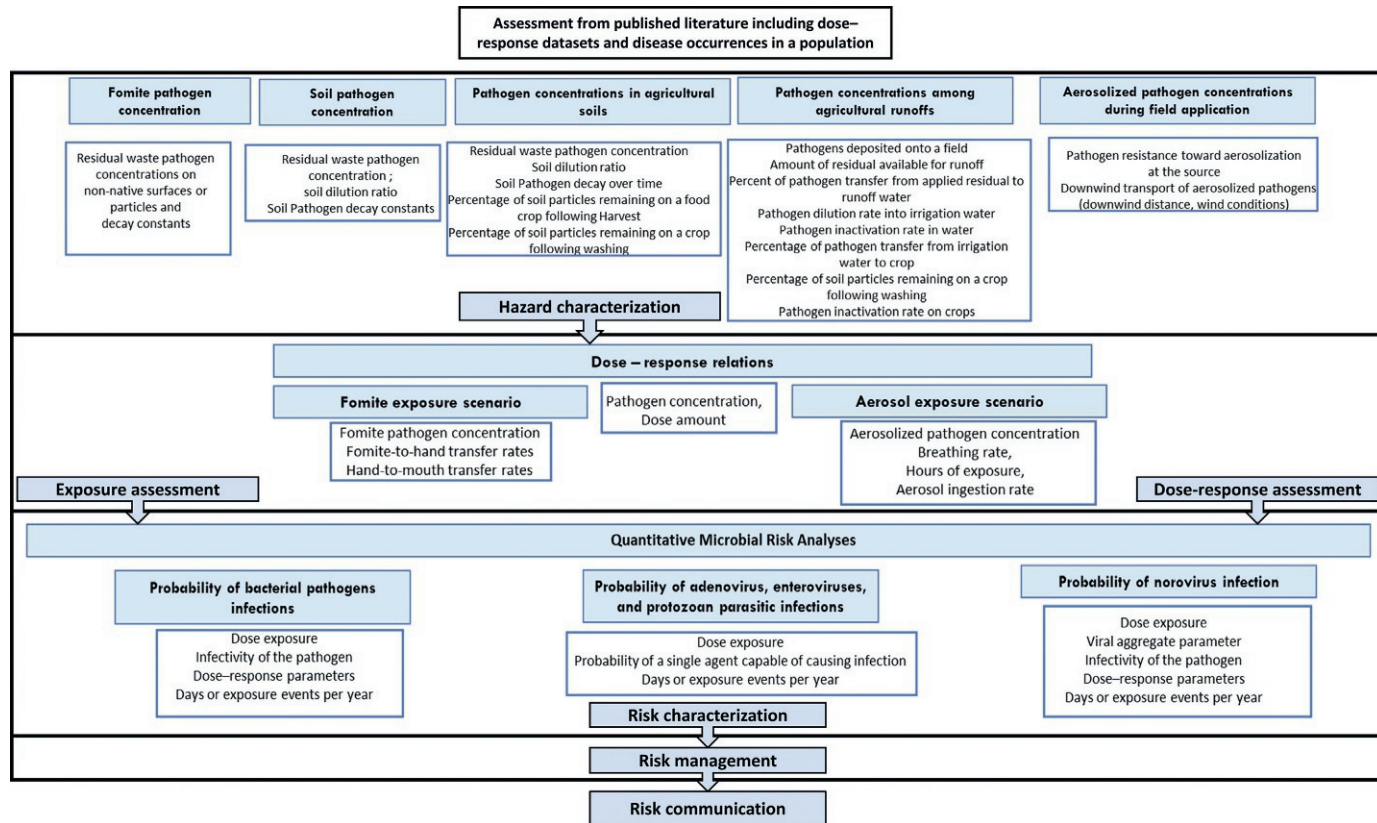 Assessment from published literature including dose–
response datasets and disease occurrences in a population
Fomite pathogen
concentration
Residual waste pathogen
concentrations on
non-native surfaces or
particles and
decay constants
Soil pathogen
concentration
Residual waste pathogen
concentration ;
soil dilution ratio
Soil Pathogen decay constants
Pathogen concentrations in agricultural
soils
Residual waste pathogen concentration
Soil dilution ratio
Soil Pathogen decay over time
Percentage of soil particles remaining on a food
crop following Harvest
Percentage of soil particles remaining on a crop
following washing
Pathogen concentrations among
agricultural runoffs
Pathogens deposited onto a field
Amount of residual available for runoff
Percent of pathogen transfer from applied residual to
runoff water
Pathogen dilution rate into irrigation water
Pathogen inactivation rate in water
Percentage of pathogen transfer from irrigation
water to crop
Percentage of soil particles remaining on a crop
following washing
Pathogen inactivation rate on crops
Aerosolized pathogen concentrations
during field application
Pathogen resistance toward aerosolization
at the source
Downwind transport of aerosolized pathogens
(downwind distance, wind conditions)
Hazard characterization
Dose – response relations
Fomite exposure scenario
Fomite pathogen concentration
Fomite-to-hand transfer rates
Hand-to-mouth transfer rates
Pathogen concentration,
Dose amount
Aerosol exposure scenario
Aerosolized pathogen concentration
Breathing rate,
Hours of exposure,
Aerosol ingestion rate
Exposure assessment
Dose-response assessment
Quantitative Microbial Risk Analyses
Probability of bacterial pathogens
infections
Dose exposure
Infectivity of the pathogen
Dose–response parameters
Days or exposure events per year
Probability of adenovirus, enteroviruses,
and protozoan parasitic infections
Dose exposure
Probability of a single agent capable of causing infection
Days or exposure events per year
Probability of norovirus infection
Dose exposure
Viral aggregate parameter
Infectivity of the pathogen
Dose–response parameters
Days or exposure events per year
Risk characterization
Risk management
Risk communication